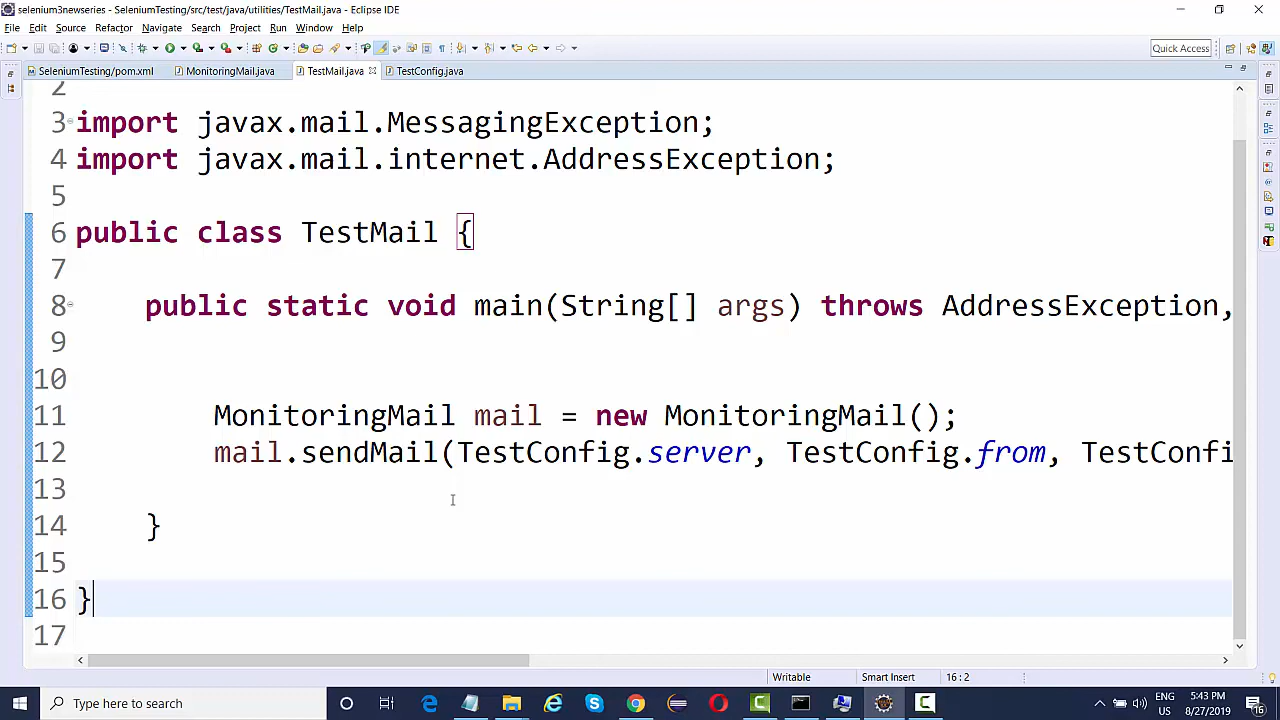 selenium3newseries - SeleniumTesting/src/test/java/utilities/TestMail.java - Eclipse IDE
File Edit Source Refactor Navigate Search Project Run Window Help
Quick Access
SeleniumTesting/pom.xml MonitoringMail.java TestMail.java TestConfig.java
2
3 import javax.mail.MessagingException;
4 import javax.mail.internet.AddressException;
5
6 public class TestMail {
7
8 public static void main(String[] args) throws AddressException,
9
10
11 MonitoringMail mail = new MonitoringMail();
12 mail.sendMail(TestConfig.server, TestConfig.from, TestConfi
13
14 }
15
16 }
17
Writable Smart Insert 16 : 2
Type here to search
ENG 5:43 PM
US 8/27/2019
16